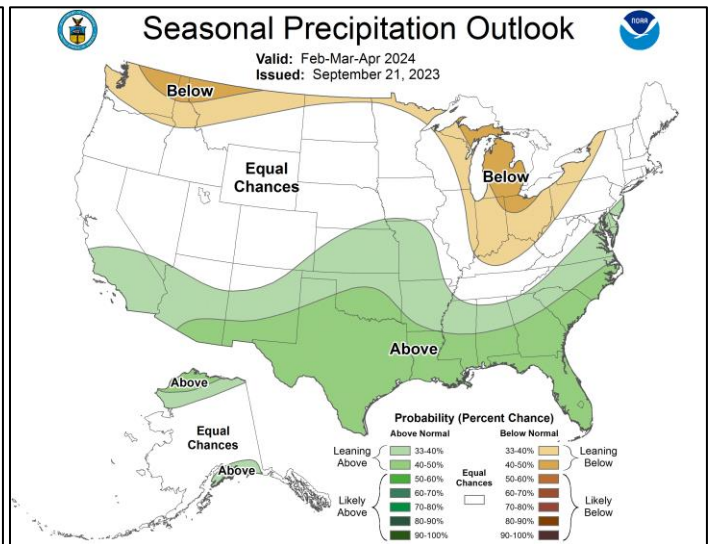 Seasonal Precipitation Outlook
NOAA
Valid: Feb-Mar-Apr 2024
Issued: September 21, 2023
Below
Equal
Chances
Below
Above
Above
Equal
Chances
Above
Probability (Percent Chance)
Above Normal
Below Normal
Leaning
Above
33-40%
40-50%
Likely
Above
50-60%
60-70%
70-80%
80-90%
90-100%
Equal
Chances
33-40%
40-50%
Leaning
Below
50-60%
60-70%
70-80%
80-90%
90-100%
Likely
Below